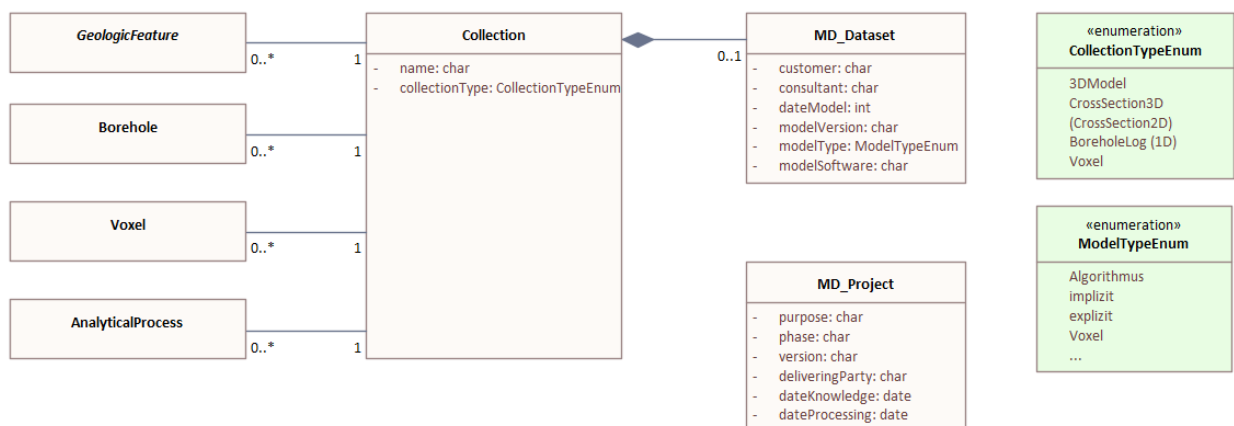 GeologicFeature
0..*
1
Borehole
0..*
1
Voxel
0..*
1
AnalyticalProcess
0..*
1
Collection
- name: char
- collectionType: CollectionTypeEnum
0..1
MD_Dataset
- customer: char
- consultant: char
- dateModel: int
- modelVersion: char
- modelType: ModelTypeEnum
- modelSoftware: char
MD_Project
- purpose: char
- phase: char
- version: char
- deliveringParty: char
- dateKnowledge: date
- dateProcessing: date
«enumeration»
CollectionTypeEnum
3DModel
CrossSection3D
(CrossSection2D)
BoreholeLog (1D)
Voxel
«enumeration»
ModelTypeEnum
Algorithmus
implizit
explizit
Voxel
...